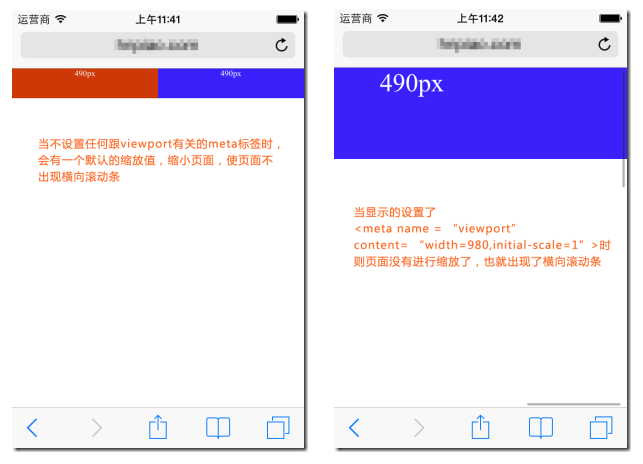 运营商
上午11:41
490px
490px
当不设置任何跟viewport有关的meta标签时，
会有一个默认的缩放值，缩小页面，使页面不
出现横向滚动条
运营商
上午11:42
490px
当显示的设置了
<meta name = “viewport”
content= “width=980,initial-scale=1” >时
则页面没有进行缩放了，也就出现了横向滚动条